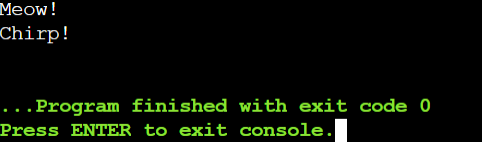 Meow!
Chirp!
...Program finished with exit code 0
Press ENTER to exit console.